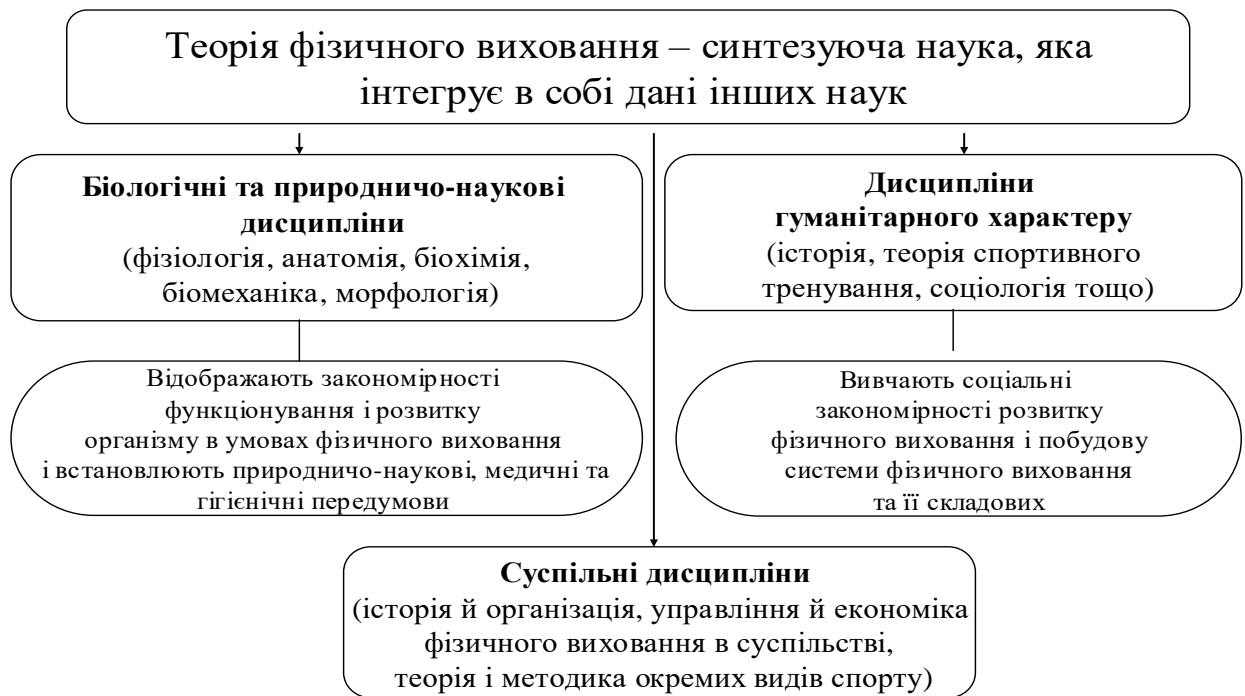 Теорія фізичного виховання – синтезуюча наука, яка
інтегрує в собі дані інших наук
Біологічні та природничо-наукові
дисципліни
(фізіологія, анатомія, біохімія,
біомеханіка, морфологія)
Дисципліни
гуманітарного характеру
(історія, теорія спортивного
тренування, соціологія тощо)
Відображають закономірності
функціонування і розвитку
організму в умовах фізичного виховання
і встановлюють природничо-наукові, медичні та
гігієнічні передумови
Вивчають соціальні
закономірності розвитку
фізичного виховання і побудову
системи фізичного виховання
та її складових
Суспільні дисципліни
(історія й організація, управління й економіка
фізичного виховання в суспільстві,
теорія і методика окремих видів спорту)